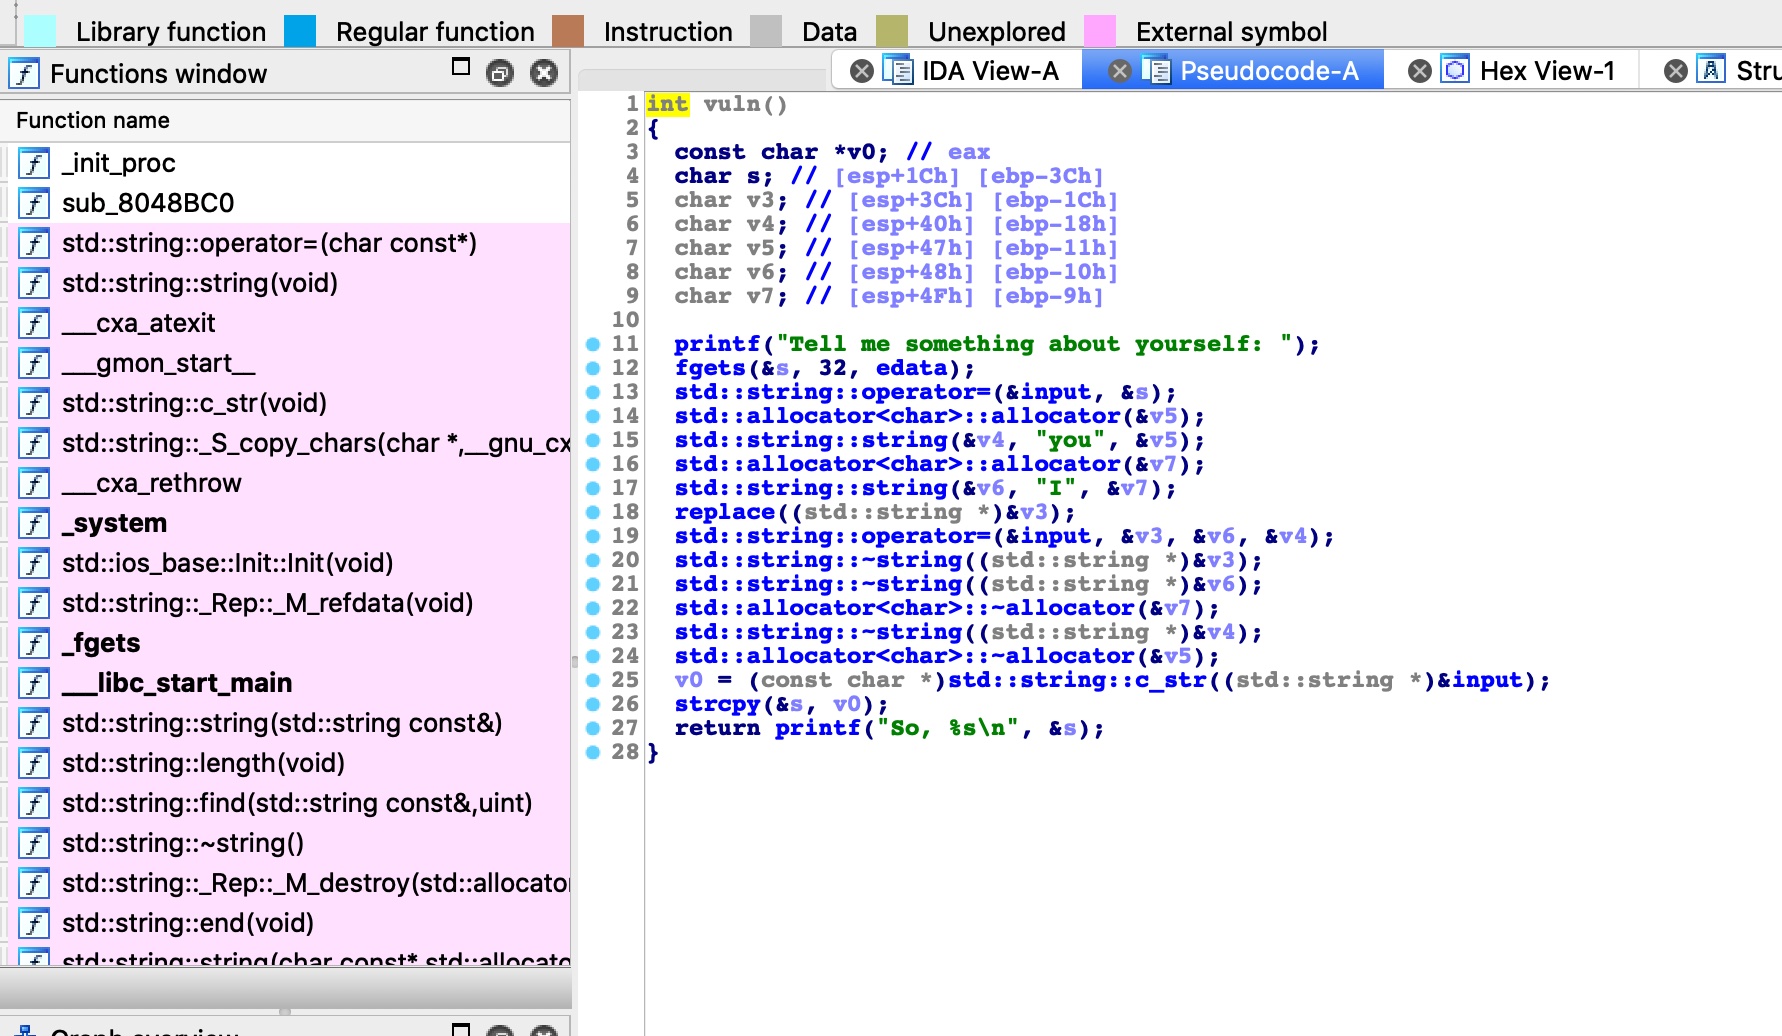 Library function Regular function Instruction Data Unexplored External symbol
Functions window
IDA View-A Pseudocode-A Hex View-1 Stru
Function name
_init_proc
sub_8048BC0
std::string::operator=(char const*)
std::string::string(void)
___cxa_atexit
___gmon_start__
std::string::c_str(void)
std::string::_S_copy_chars(char *,__gnu_cx
___cxa_rethrow
_system
std::ios_base::Init::Init(void)
std::string::_Rep::_M_refdata(void)
_fgets
___libc_start_main
std::string::string(std::string const&)
std::string::length(void)
std::string::find(std::string const&,uint)
std::string::~string()
std::string::_Rep::_M_destroy(std::allocator
std::string::end(void)
std::string::string(char const*,std::allocato
Graph overview
1 int vuln()
2 {
3 const char *v0; // eax
4 char s; // [esp+1Ch] [ebp-3Ch]
5 char v3; // [esp+3Ch] [ebp-1Ch]
6 char v4; // [esp+40h] [ebp-18h]
7 char v5; // [esp+47h] [ebp-11h]
8 char v6; // [esp+48h] [ebp-10h]
9 char v7; // [esp+4Fh] [ebp-9h]
10
11 printf("Tell me something about yourself: ");
12 fgets(&s, 32, edata);
13 std::string::operator=(&input, &s);
14 std::allocator<char>::allocator(&v5);
15 std::string::string(&v4, "you", &v5);
16 std::allocator<char>::allocator(&v7);
17 std::string::string(&v6, "I", &v7);
18 replace((std::string *)&v3);
19 std::string::operator=(&input, &v3, &v6, &v4);
20 std::string::~string((std::string *)&v3);
21 std::string::~string((std::string *)&v6);
22 std::allocator<char>::~allocator(&v7);
23 std::string::~string((std::string *)&v4);
24 std::allocator<char>::~allocator(&v5);
25 v0 = (const char *)std::string::c_str((std::string *)&input);
26 strcpy(&s, v0);
27 return printf("So, %s\n", &s);
28 }